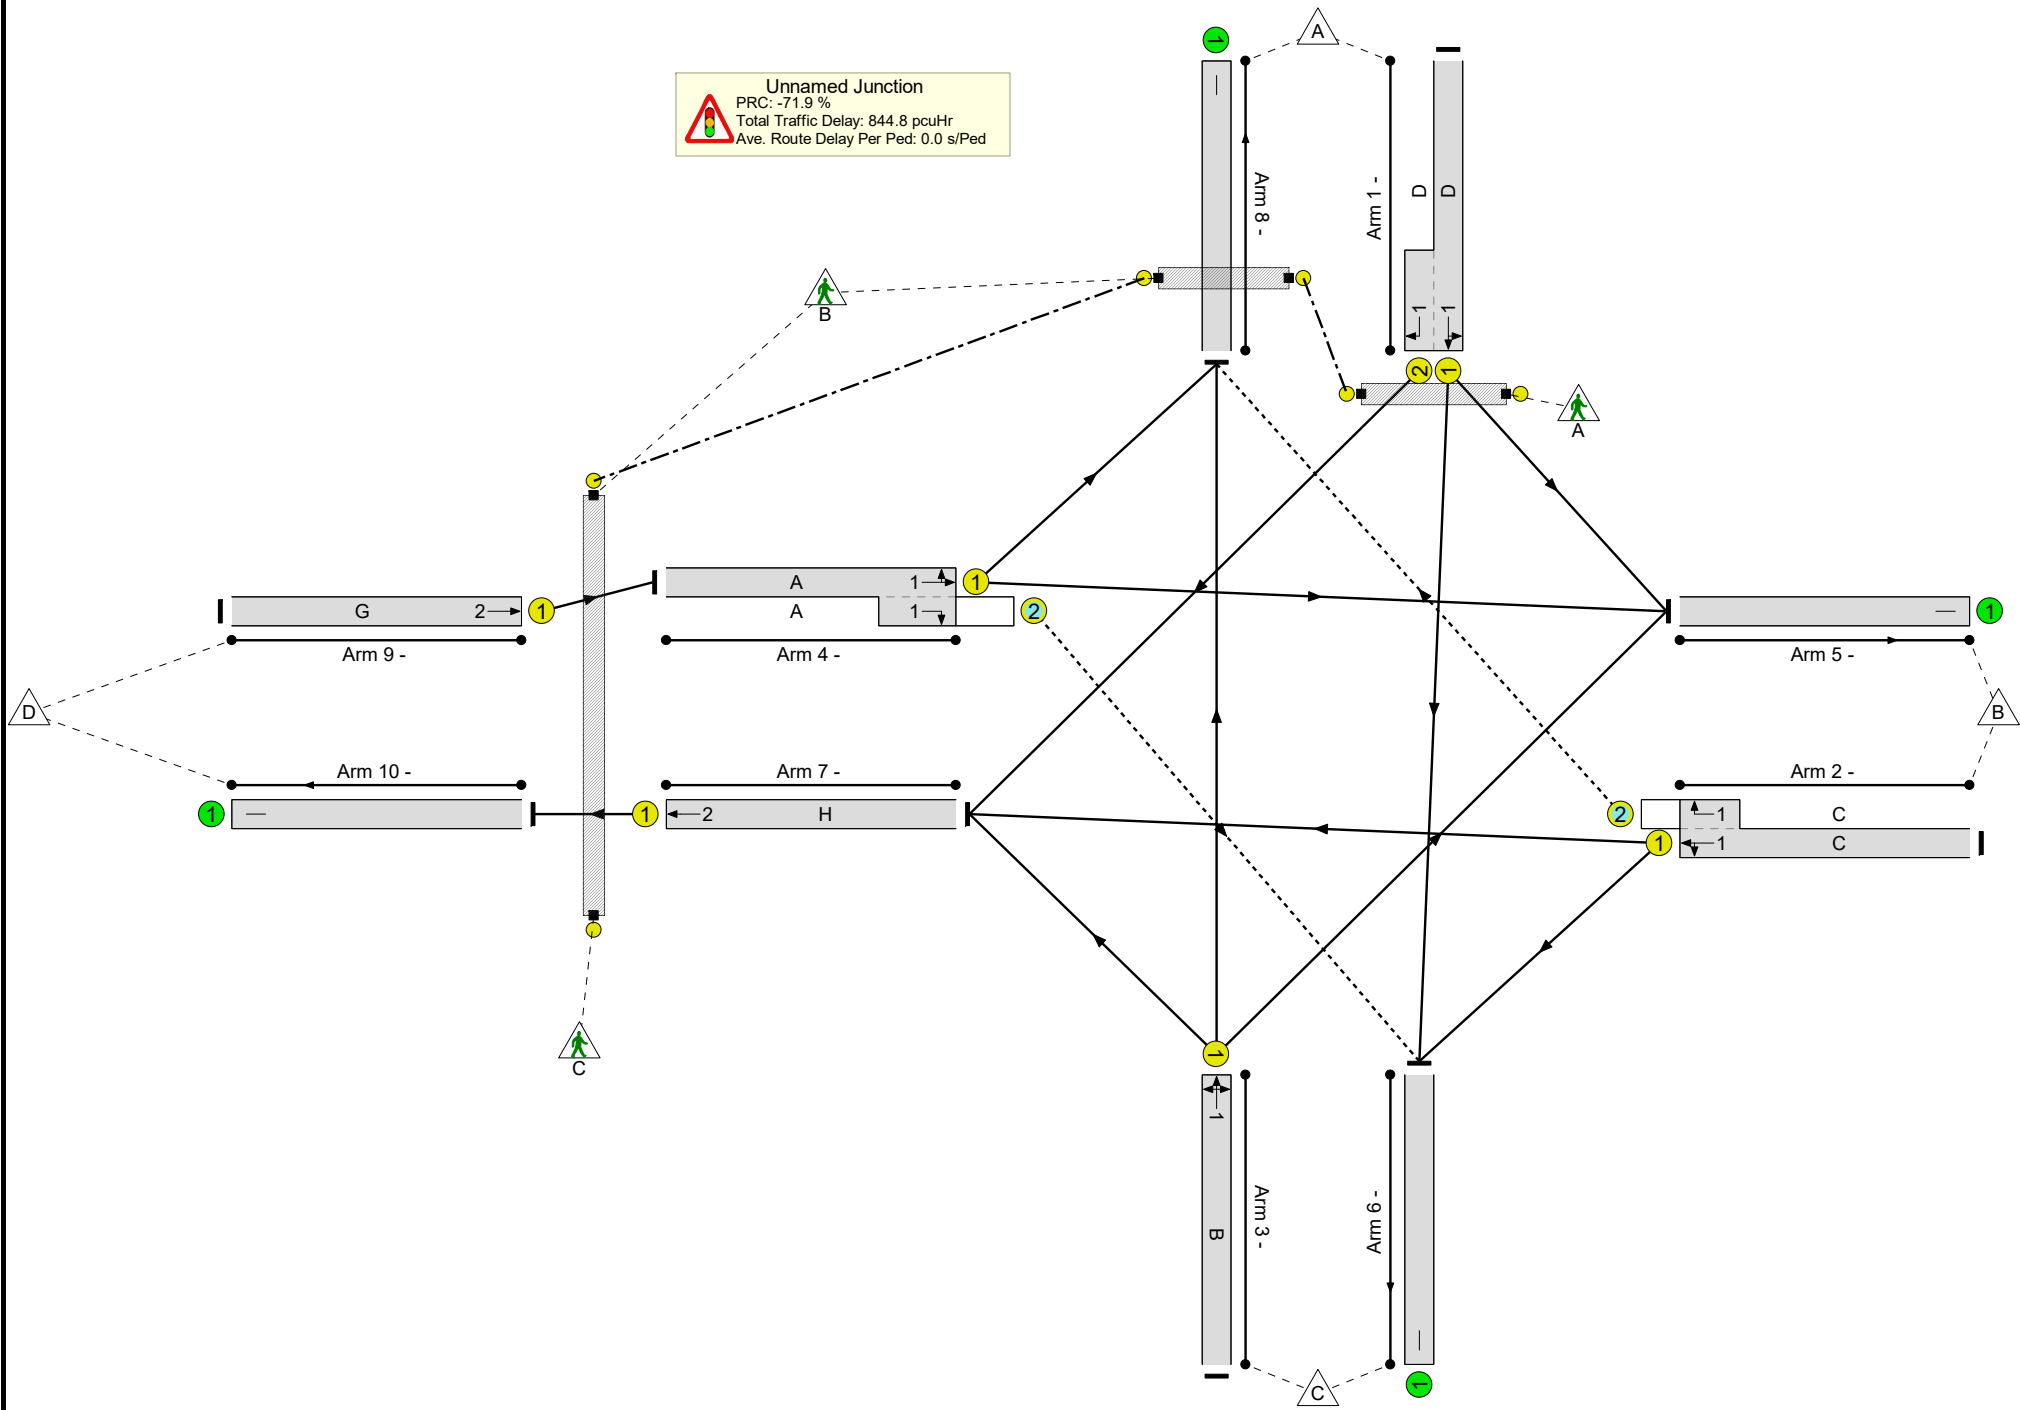 A
1
Unnamed Junction
PRC: -71.9 %
Total Traffic Delay: 844.8 pcuHr
Ave. Route Delay Per Ped: 0.0 s/Ped
Arm 8 -
Arm 1 -
D
D
1
1
2
1
B
A
A
1
1
A
1
2
G
2
1
Arm 9 -
Arm 4 -
1
Arm 5 -
D
B
Arm 10 -
Arm 7 -
Arm 2 -
1
1
2
H
2
1
C
1
1
C
C
1
1
B
Arm 3 -
Arm 6 -
C
1